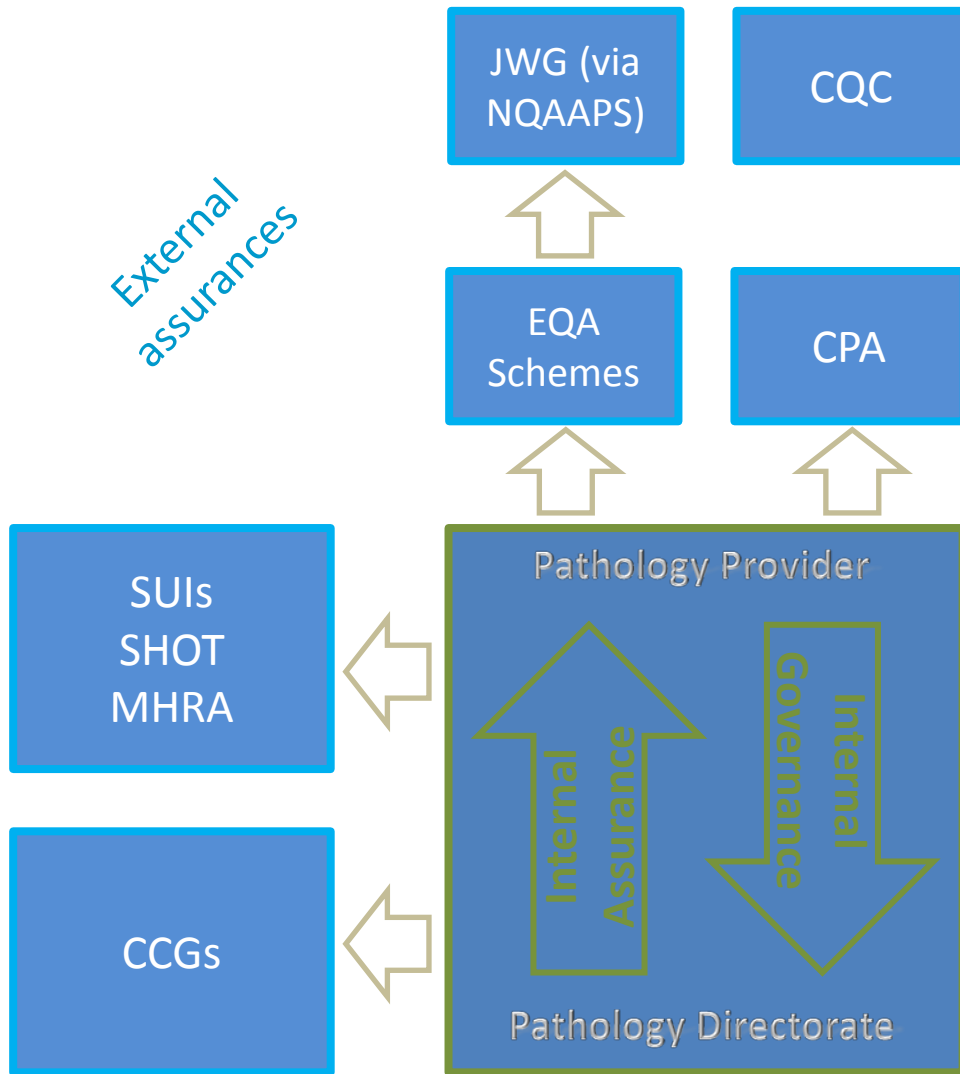 JWG (via
NQAAPS)
CQC
External
assurances
EQA
Schemes
CPA
SUIs
SHOT
MHRA
Pathology Provider
Internal
Assurance
Internal
Governance
CCGs
Pathology Directorate